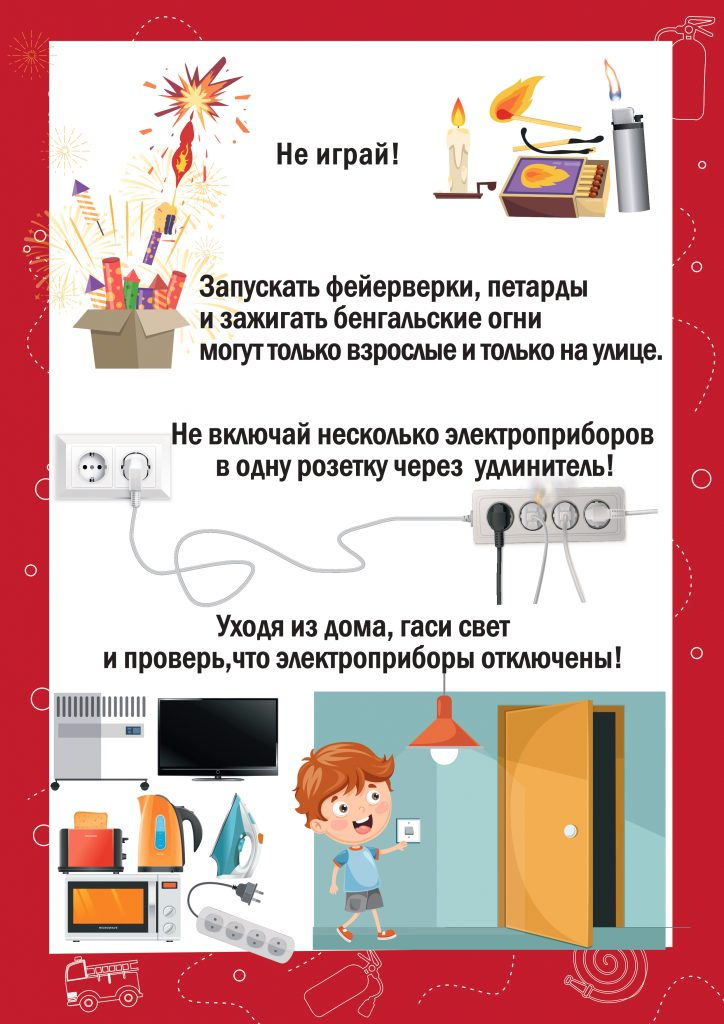 Не играй!
Запускать фейерверки, петарды
и зажигать бенгальские огни
могут только взрослые и только на улице.
Не включай несколько электроприборов
в одну розетку через удлинитель!
Уходя из дома, гаси свет
и проверь,что электроприборы отключены!
MICROWAVE